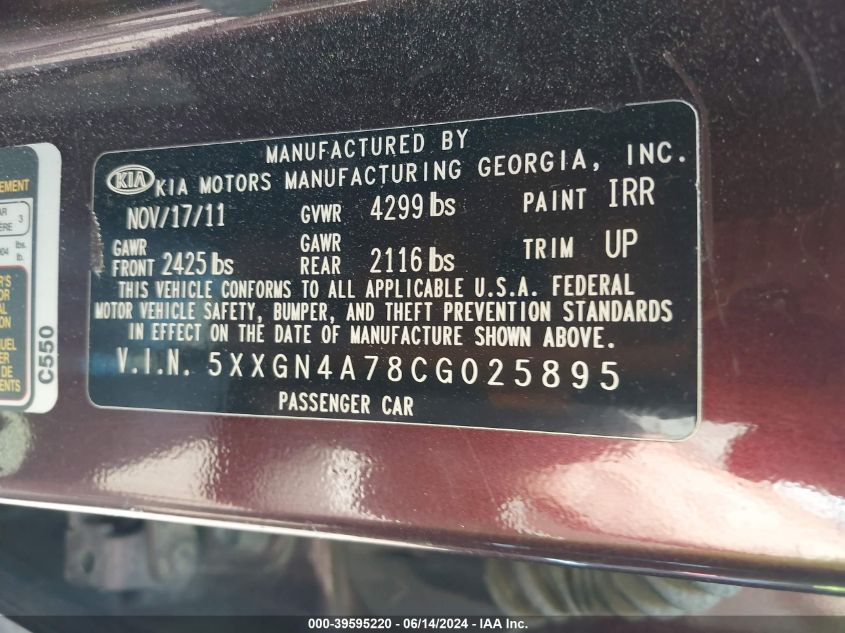 MANUFACTURED BY
KIA KIA MOTORS MANUFACTURING GEORGIA, INC.
NOV/17/11 GVWR 4299 lbs PAINT IRR
GAWR FRONT 2425 lbs GAWR REAR 2116 lbs TRIM UP
THIS VEHICLE CONFORMS TO ALL APPLICABLE U.S.A. FEDERAL
MOTOR VEHICLE SAFETY, BUMPER, AND THEFT PREVENTION STANDARDS
IN EFFECT ON THE DATE OF MANUFACTURE SHOWN ABOVE.
V.I.N. 5XXGN4A78CG025895
PASSENGER CAR
C550
000-39595220 - 06/14/2024 - IAA Inc.